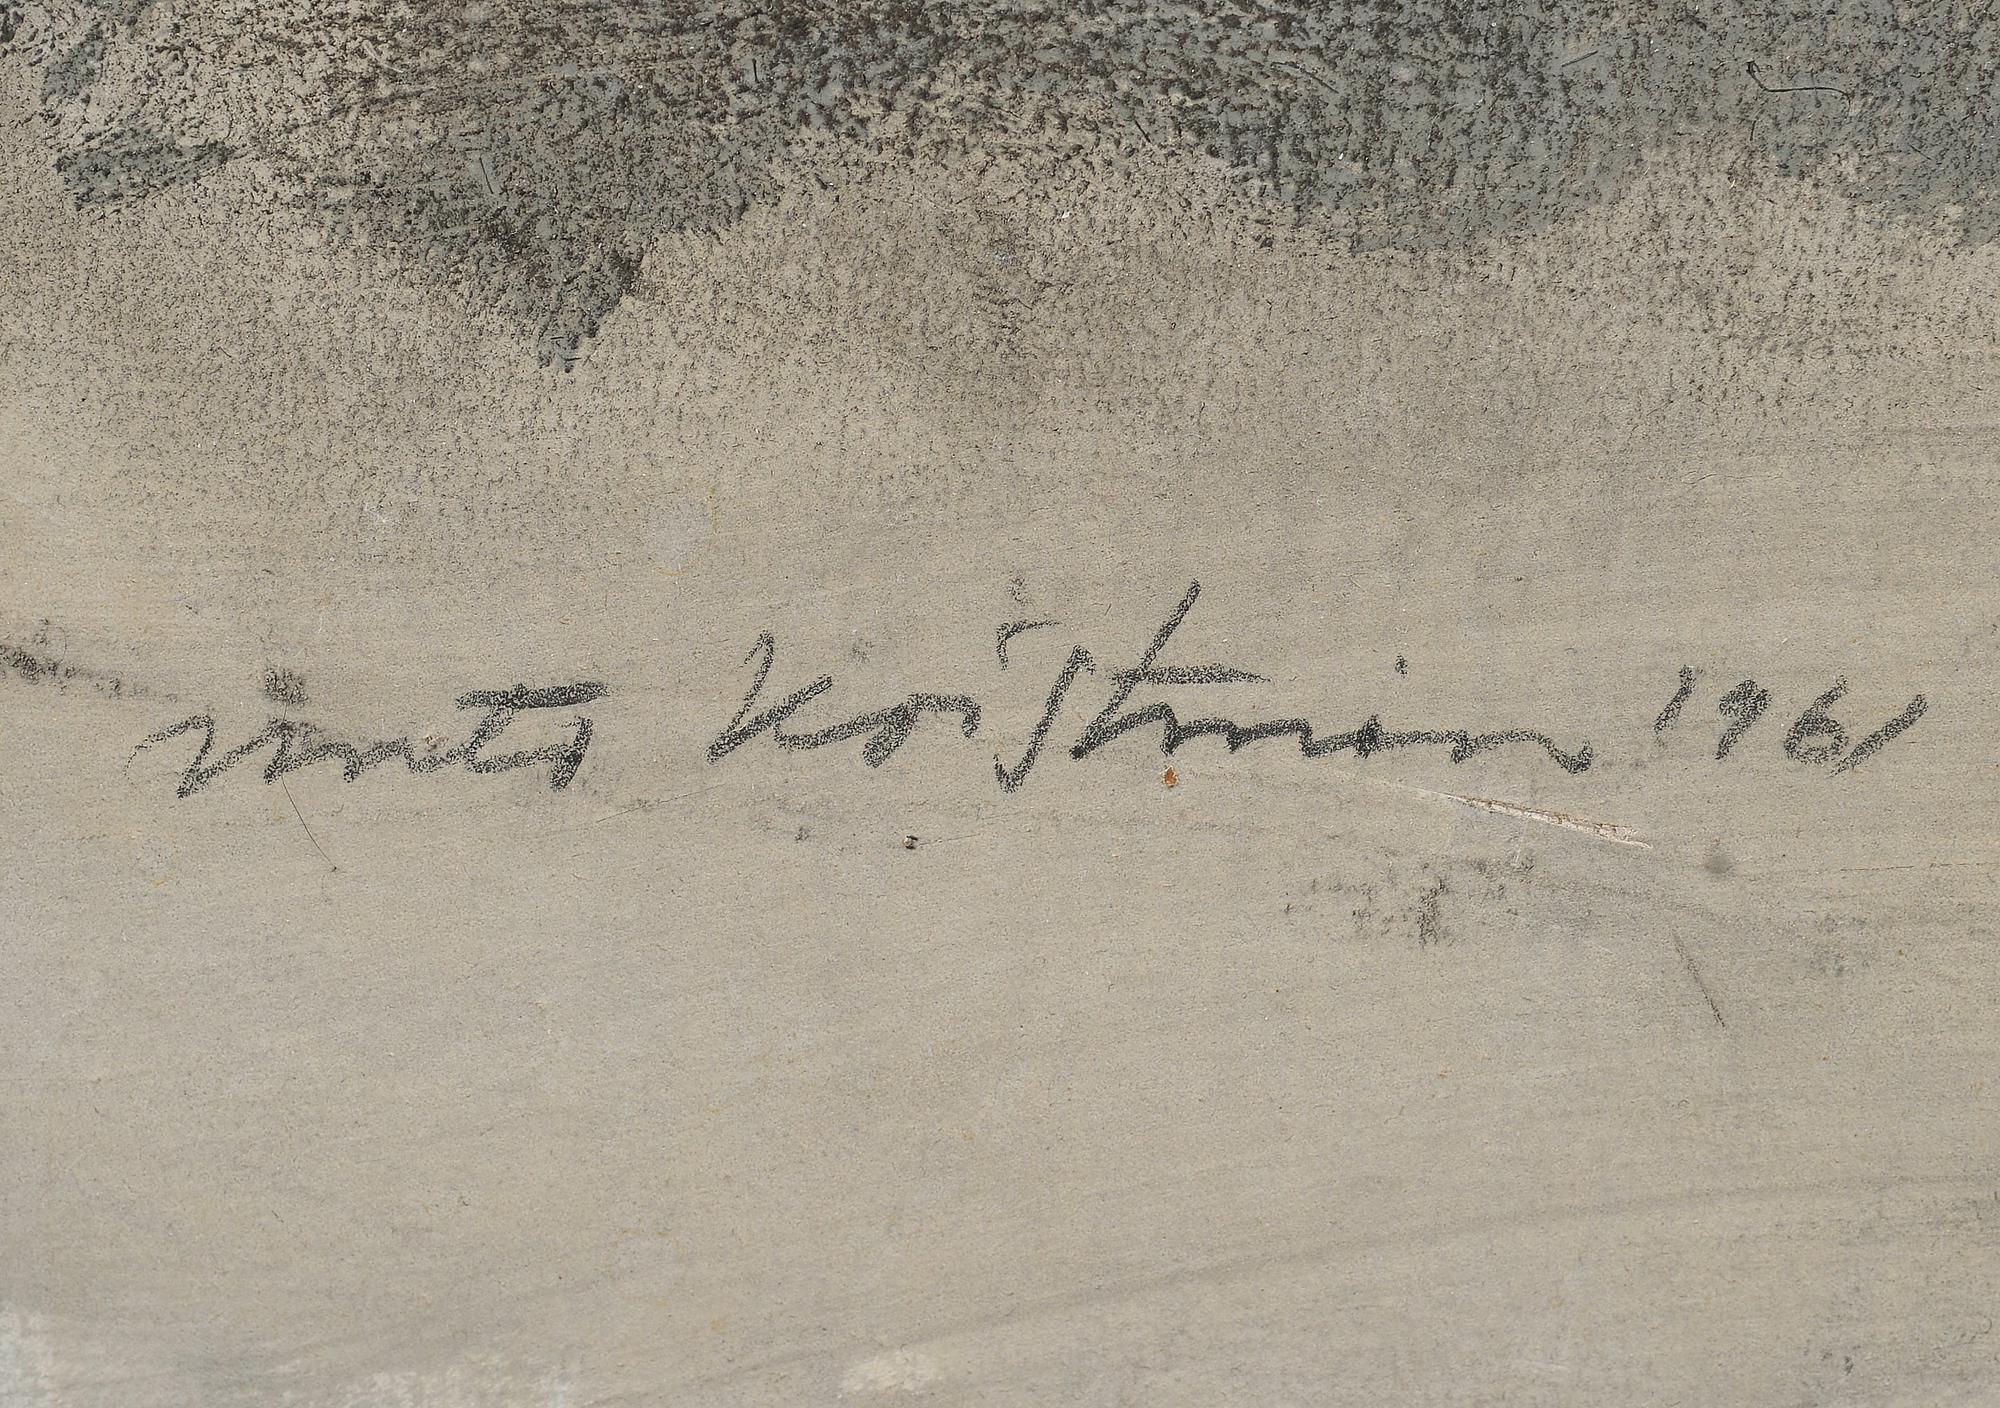 unto Koistinen 1961